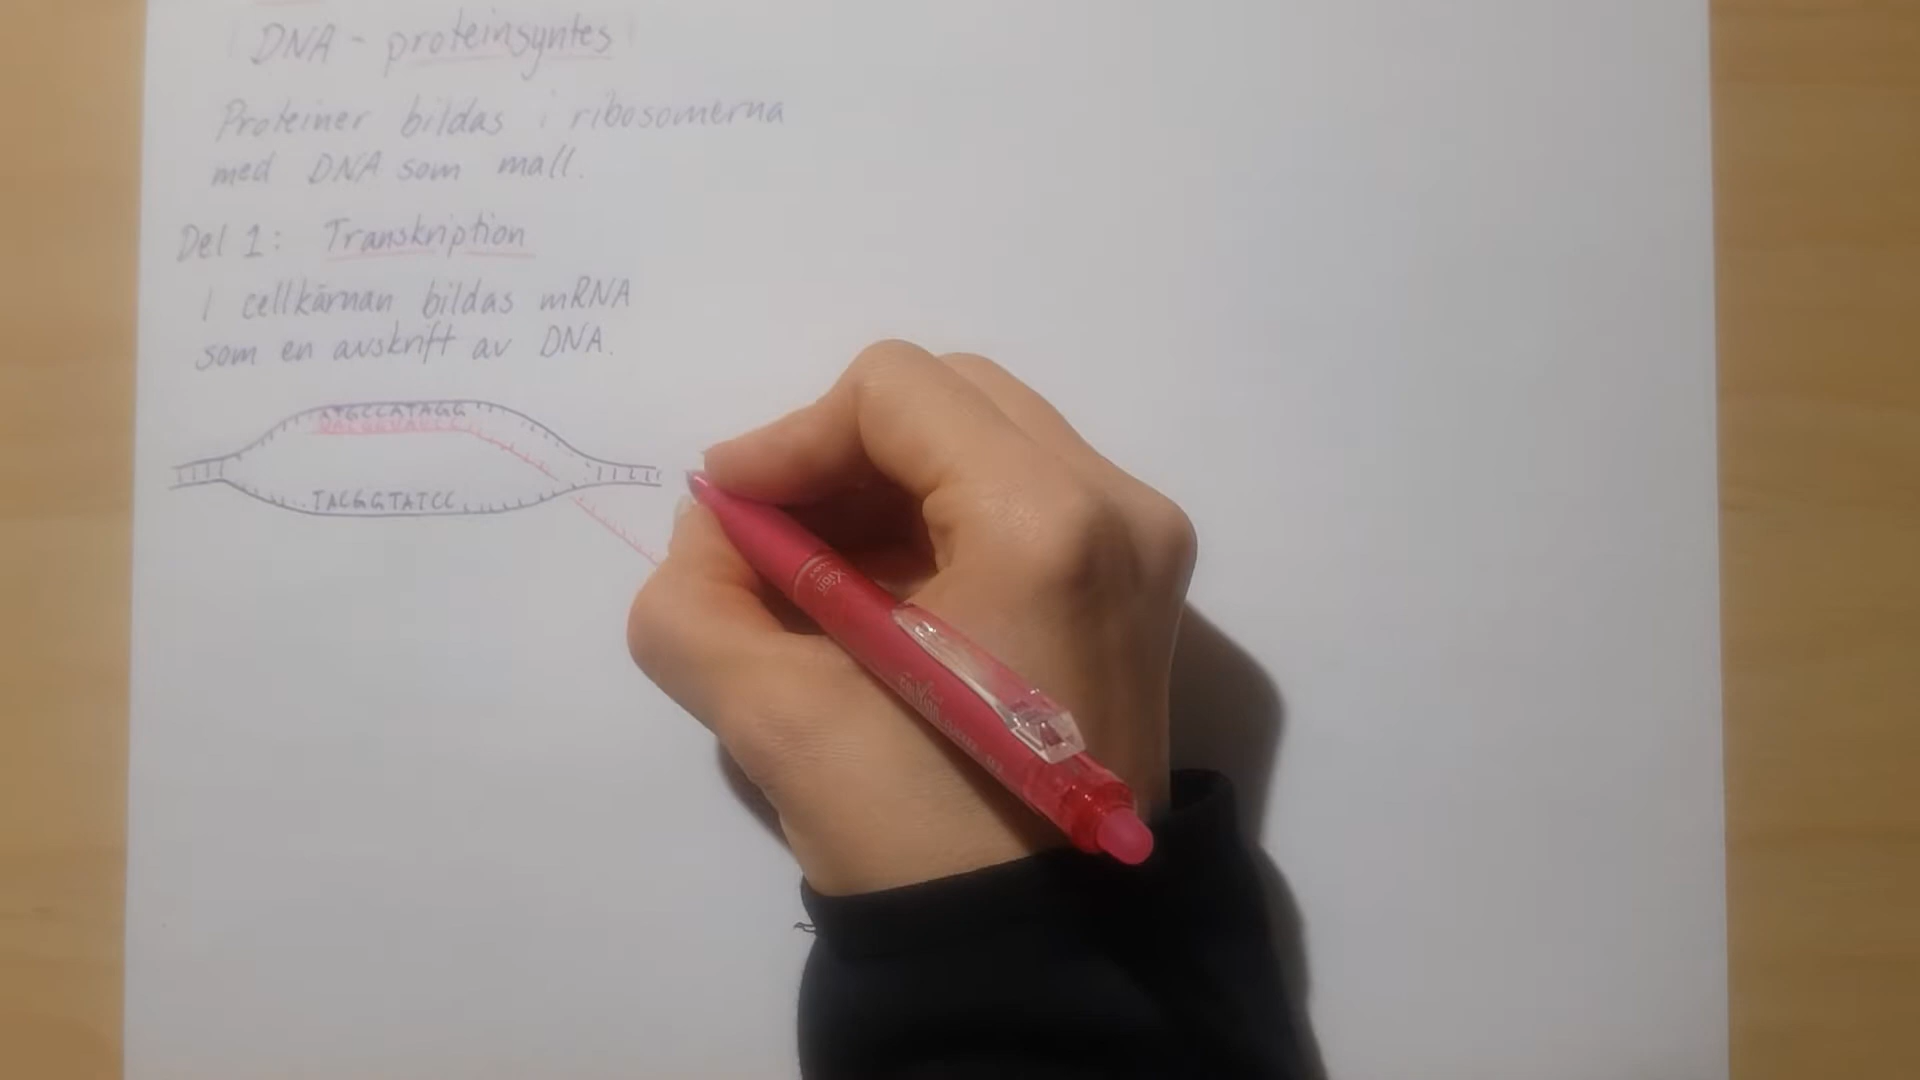 DNA - proteinsyntes
Proteiner bildas i ribosomerna
med DNA som mall.
Del 1: Transkription
I cellkärnan bildas mRNA
som en avskrift av DNA.
ATGCCATAGG
UACGGUAUCC
TACGGTATCC